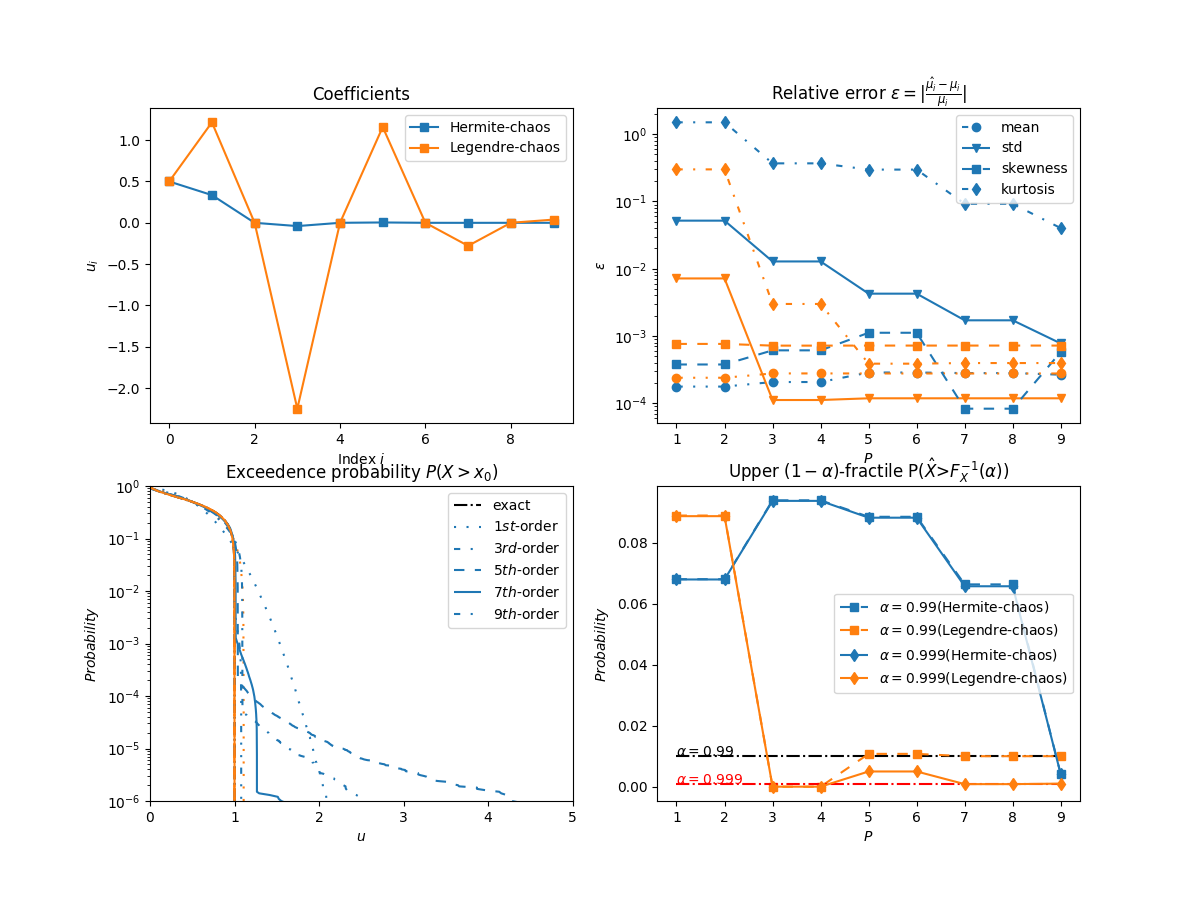 Coefficients
1.0
0.5
0.0
−0.5
−1.0
−1.5
−2.0
u_i
0 2 4 6 8
Index i
Hermite-chaos
Legendre-chaos
Relative error ε = |(μ̂_i − μ_i)/μ_i|
10^0
10^−1
10^−2
10^−3
10^−4
ε
1 2 3 4 5 6 7 8 9
P
mean
std
skewness
kurtosis
Exceedence probability P(X > x_0)
10^0
10^−1
10^−2
10^−3
10^−4
10^−5
10^−6
Probability
0 1 2 3 4 5
u
exact
1st-order
3rd-order
5th-order
7th-order
9th-order
Upper (1 − α)-fractile P(X̂>F_X^−1(α))
0.08
0.06
0.04
0.02
0.00
Probability
1 2 3 4 5 6 7 8 9
P
α = 0.99(Hermite-chaos)
α = 0.99(Legendre-chaos)
α = 0.999(Hermite-chaos)
α = 0.999(Legendre-chaos)
α = 0.99
α = 0.999